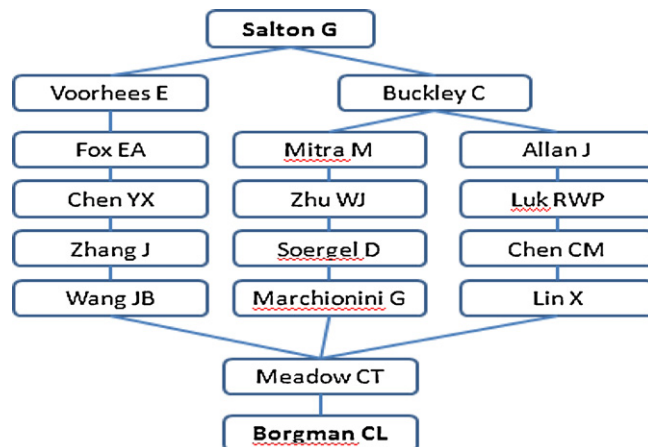 Salton G
Voorhees E
Buckley C
Fox EA
Mitra M
Allan J
Chen YX
Zhu WJ
Luk RWP
Zhang J
Soergel D
Chen CM
Wang JB
Marchionini G
Lin X
Meadow CT
Borgman CL